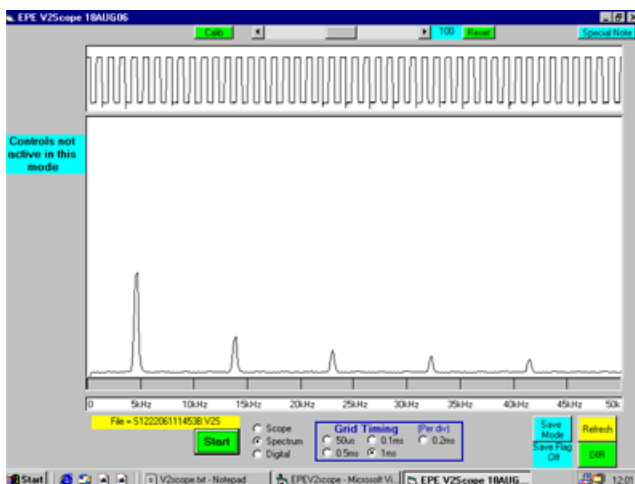 EPE V2Scope 18AUG06
Calib 100 Reset Special Note
Controls not
active in this
mode
0 5kHz 10kHz 15kHz 20kHz 25kHz 30kHz 35kHz 40kHz 45kHz 50k
File = S122206111453B.V2S
Start
Scope
Spectrum
Digital
Grid Timing (Per div)
50us 0.1ms 0.2ms
0.5ms 1ms
Save
Mode
Save Flag
Off
Refresh
DIR
Start V2scope.txt - Notepad EPEV2scope - Microsoft Vi... EPE V2Scope 18AUG... 12:01